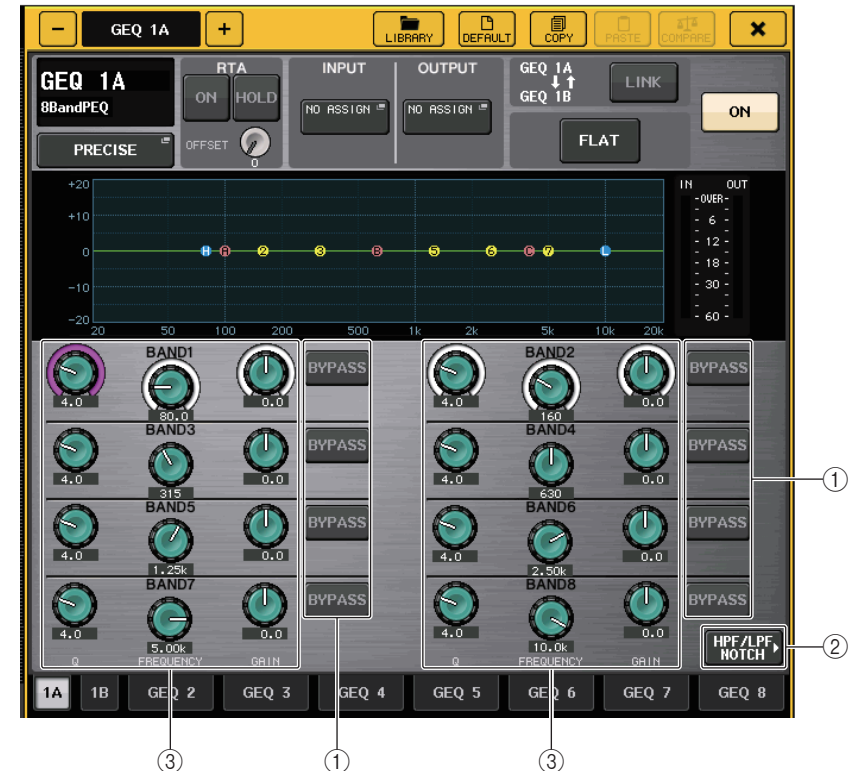 − GEQ 1A + LIBRARY DEFAULT COPY PASTE COMPARE ×
GEQ 1A
8BandPEQ
PRECISE
RTA
ON HOLD
OFFSET
0
INPUT
NO ASSIGN
OUTPUT
NO ASSIGN
GEQ 1A
GEQ 1B
LINK
FLAT
ON
+20
+10
0
−10
−20
H A 2 3 B 5 6 C 7 L
20 50 100 200 500 1k 2k 5k 10k 20k
IN OUT
-OVER-
- 6 -
- 12 -
- 18 -
- 30 -
- 60 -
BAND1
4.0 80.0 0.0
BYPASS
BAND2
4.0 160 0.0
BYPASS
BAND3
4.0 315 0.0
BYPASS
BAND4
4.0 630 0.0
BYPASS
①
BAND5
4.0 1.25k 0.0
BYPASS
BAND6
4.0 2.50k 0.0
BYPASS
BAND7
4.0 5.00k 0.0
BYPASS
BAND8
4.0 10.0k 0.0
BYPASS
Q FREQUENCY GAIN
Q FREQUENCY GAIN
HPF/LPF
NOTCH
②
1A 1B GEQ 2 GEQ 3 GEQ 4 GEQ 5 GEQ 6 GEQ 7 GEQ 8
③ ① ③